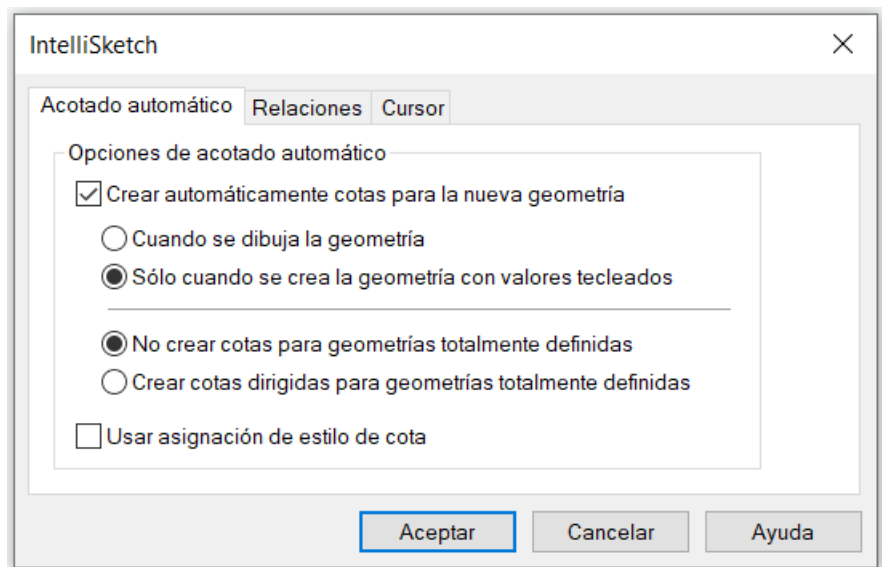 IntelliSketch
Acotado automático Relaciones Cursor
Opciones de acotado automático
Crear automáticamente cotas para la nueva geometría
Cuando se dibuja la geometría
Sólo cuando se crea la geometría con valores tecleados
No crear cotas para geometrías totalmente definidas
Crear cotas dirigidas para geometrías totalmente definidas
Usar asignación de estilo de cota
Aceptar Cancelar Ayuda